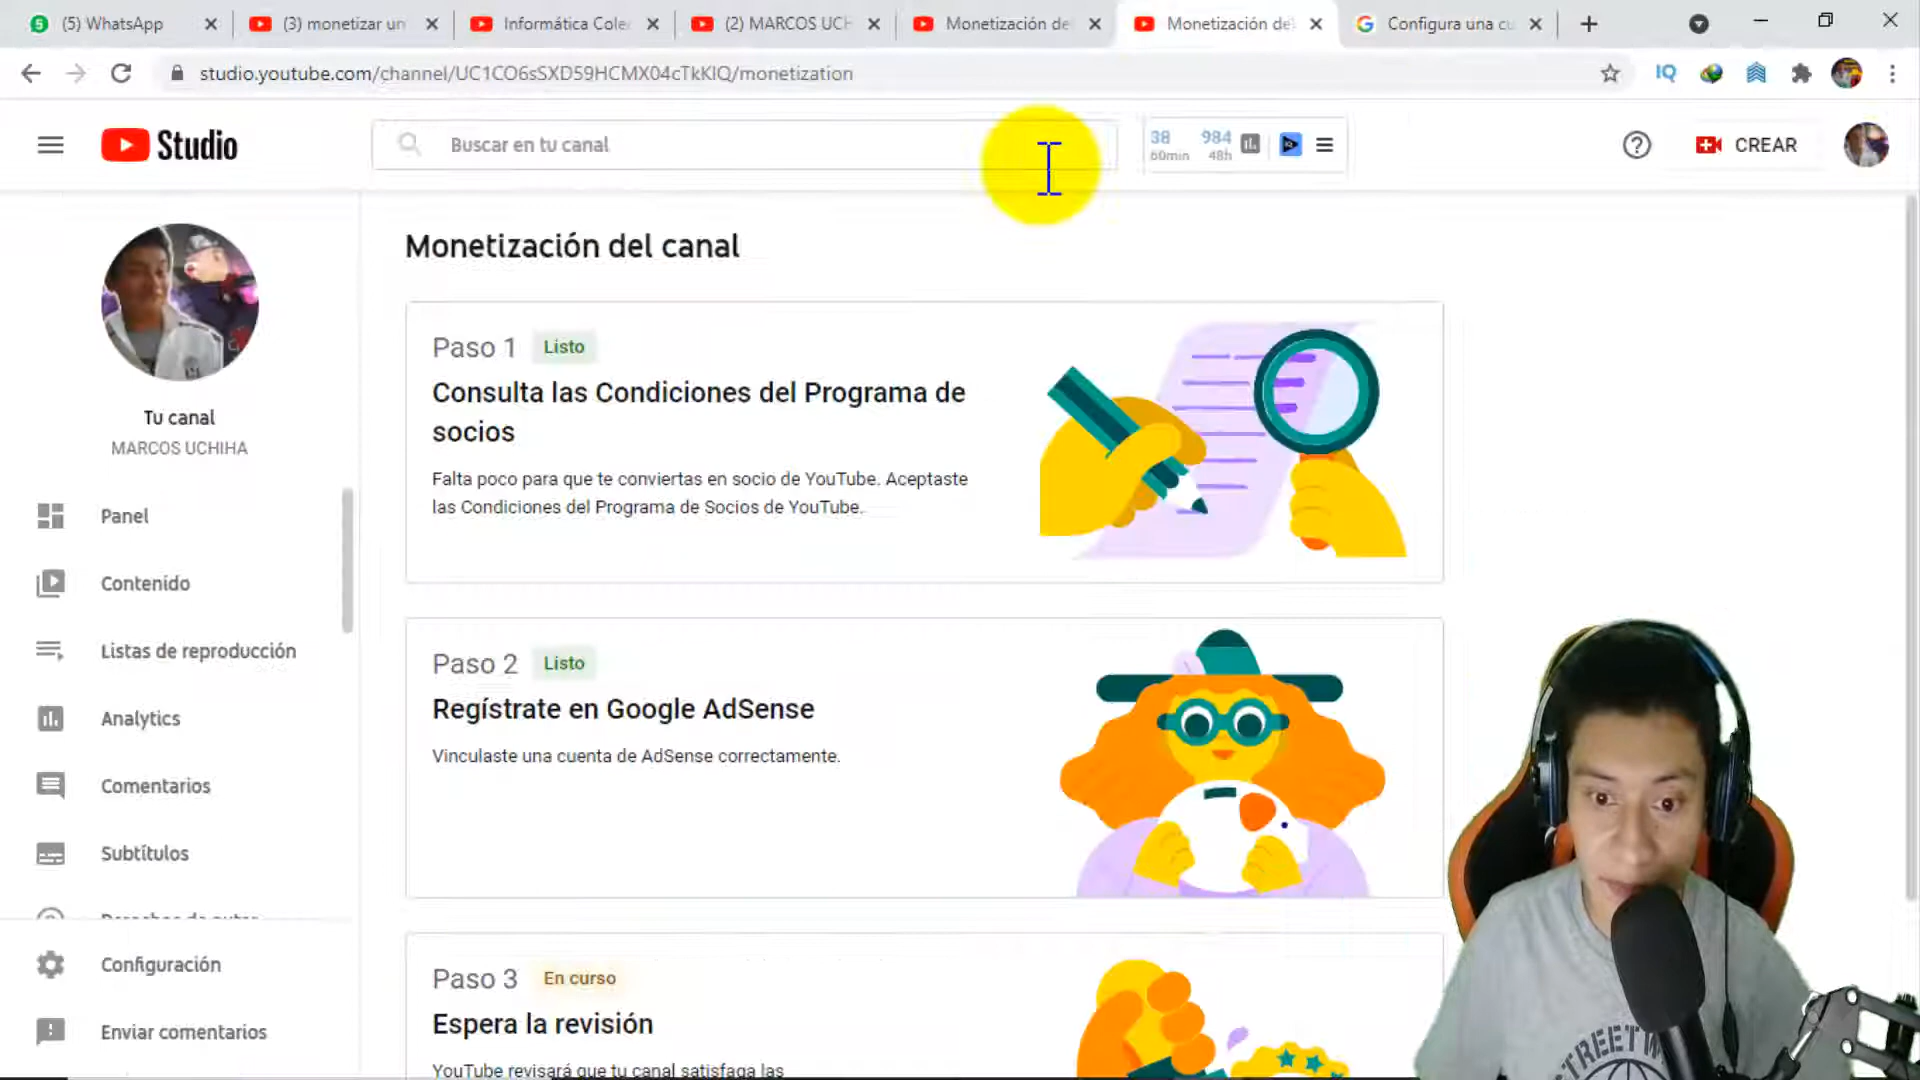 (5) WhatsApp
(3) monetizar un
Informática Cole
(2) MARCOS UCH
Monetización de
Monetización de
Configura una cu
studio.youtube.com/channel/UC1CO6sSXD59HCMX04cTkKIQ/monetization
IQ
Studio
Buscar en tu canal
38 984
60min 48h
CREAR
Monetización del canal
Paso 1 Listo
Consulta las Condiciones del Programa de
socios
Falta poco para que te conviertas en socio de YouTube. Aceptaste
las Condiciones del Programa de Socios de YouTube.
Tu canal
MARCOS UCHIHA
Panel
Contenido
Listas de reproducción
Analytics
Comentarios
Subtítulos
Derechos de autor
Configuración
Enviar comentarios
Paso 2 Listo
Regístrate en Google AdSense
Vinculaste una cuenta de AdSense correctamente.
Paso 3 En curso
Espera la revisión
YouTube revisará que tu canal satisfaga las